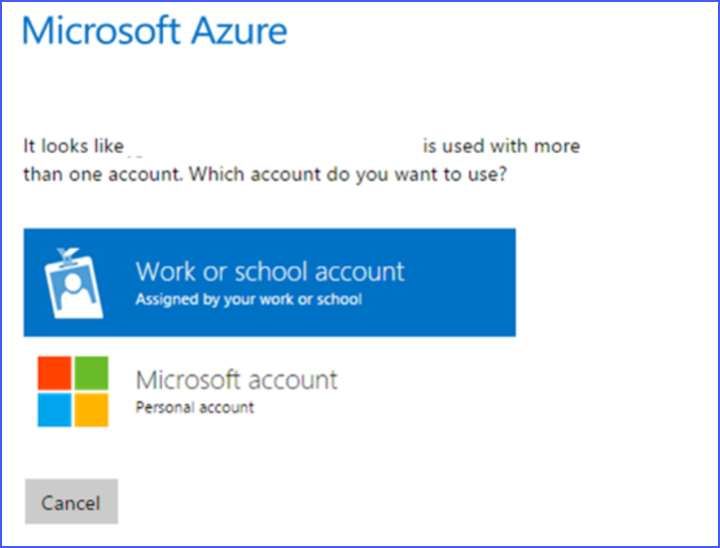 Microsoft Azure
It looks like is used with more
than one account. Which account do you want to use?
Work or school account
Assigned by your work or school
Microsoft account
Personal account
Cancel